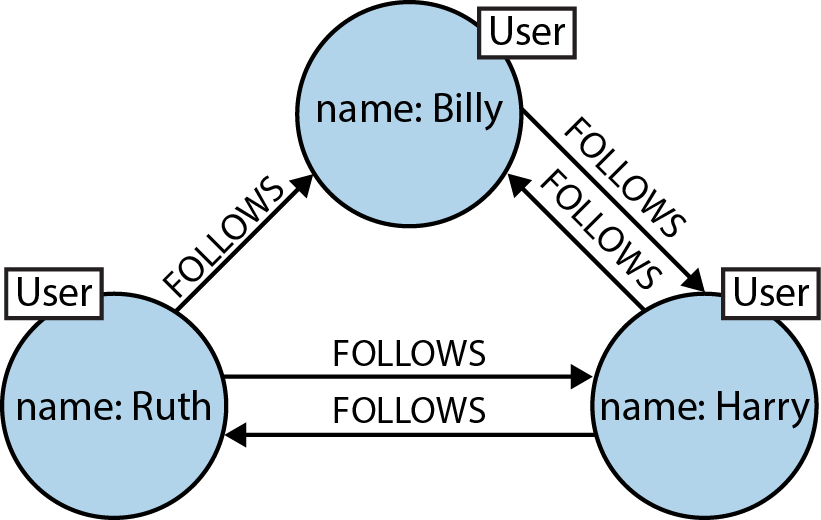 User
name: Billy
FOLLOWS
FOLLOWS
FOLLOWS
User
User
FOLLOWS
name: Ruth
FOLLOWS
name: Harry